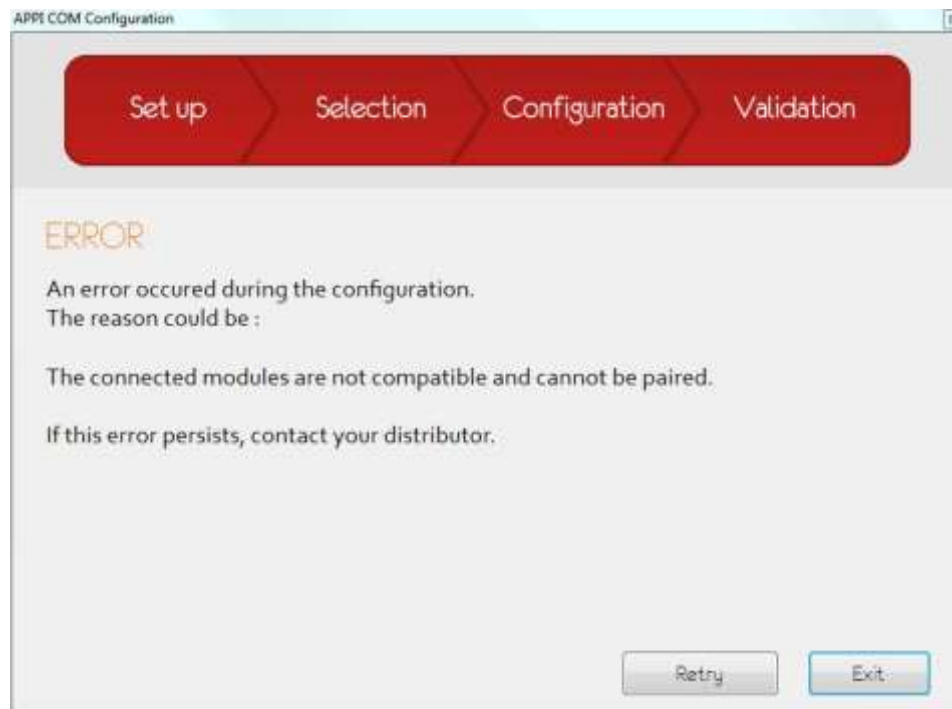 APPI COM Configuration
Set up Selection Configuration Validation
ERROR
An error occured during the configuration.
The reason could be :
The connected modules are not compatible and cannot be paired.
If this error persists, contact your distributor.
Retry Exit